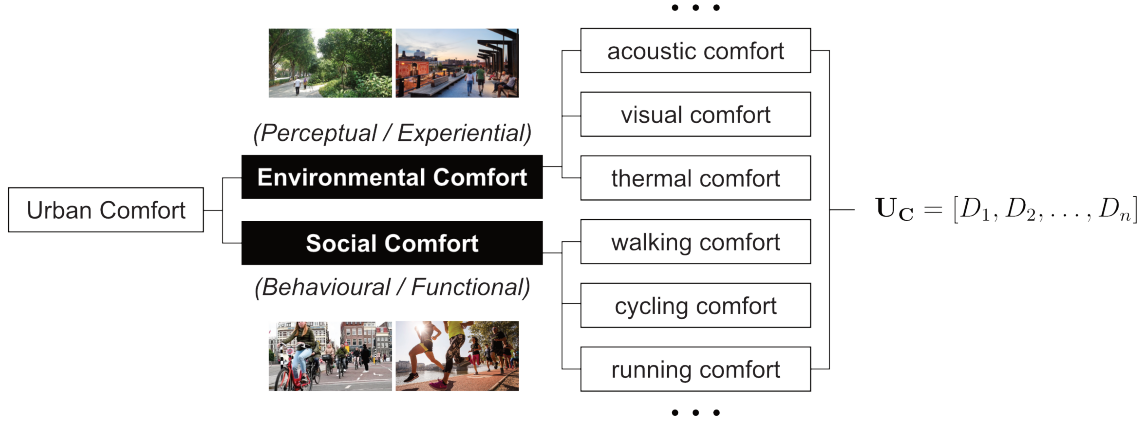 • • •
acoustic comfort
visual comfort
(Perceptual / Experiential)
Environmental Comfort
thermal comfort
Urban Comfort
U_C = [D_1, D_2, . . . , D_n]
Social Comfort
walking comfort
(Behavioural / Functional)
cycling comfort
running comfort
• • •